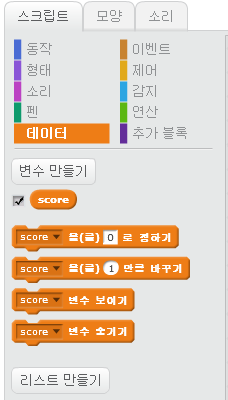 스크립트 모양 소리
동작 이벤트
형태 제어
소리 감지
펜 연산
데이터 추가 블록
변수 만들기
score
score 을(를) 0 로 정하기
score 을(를) 1 만큼 바꾸기
score 변수 보이기
score 변수 숨기기
리스트 만들기